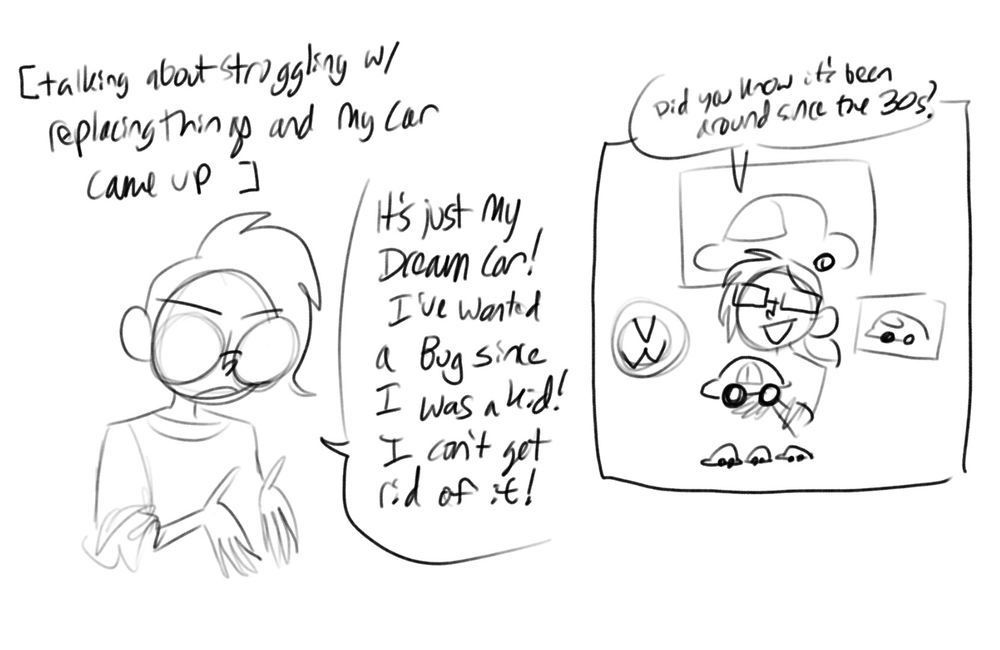 [talking about struggling w/
replacing things and my car
came up ]
It's just my
Dream Car!
I've wanted
a Bug since
I was a kid!
I can't get
rid of it!
Did you know it's been
around since the 30s?
VW